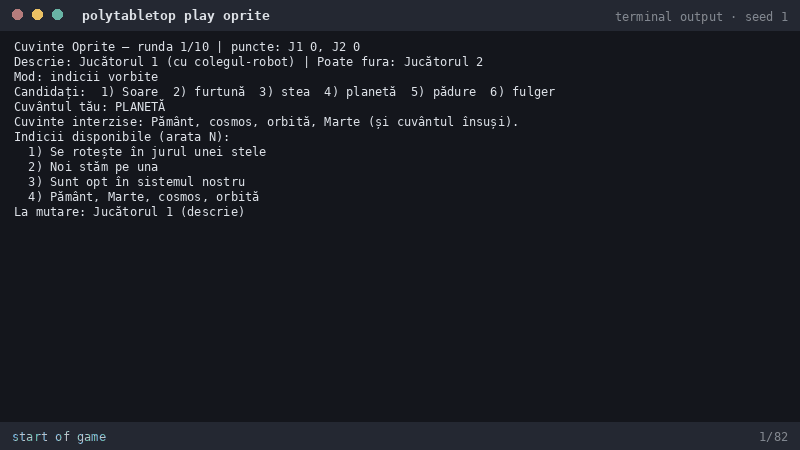 polytabletop play oprite
terminal output · seed 1
Cuvinte Oprite — runda 1/10 | puncte: J1 0, J2 0
Descrie: Jucătorul 1 (cu colegul-robot) | Poate fura: Jucătorul 2
Mod: indicii vorbite
Candidați:  1) Soare  2) furtună  3) stea  4) planetă  5) pădure  6) fulger
Cuvântul tău: PLANETĂ
Cuvinte interzise: Pământ, cosmos, orbită, Marte (și cuvântul însuși).
Indicii disponibile (arata N):
  1) Se rotește în jurul unei stele
  2) Noi stăm pe una
  3) Sunt opt în sistemul nostru
  4) Pământ, Marte, cosmos, orbită
La mutare: Jucătorul 1 (descrie)
start of game
1/82